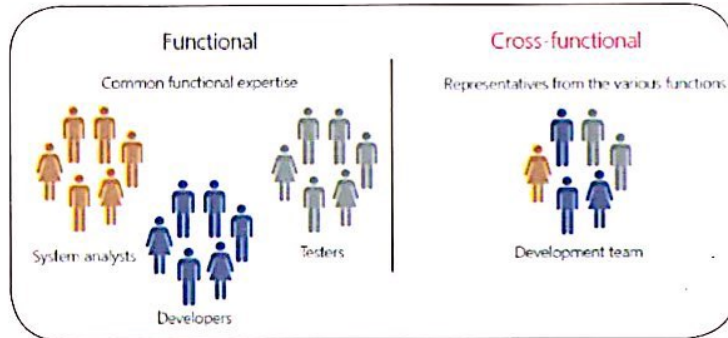 Functional
Common functional expertise
System analysts
Developers
Testers
Cross-functional
Representatives from the various functions
Development team